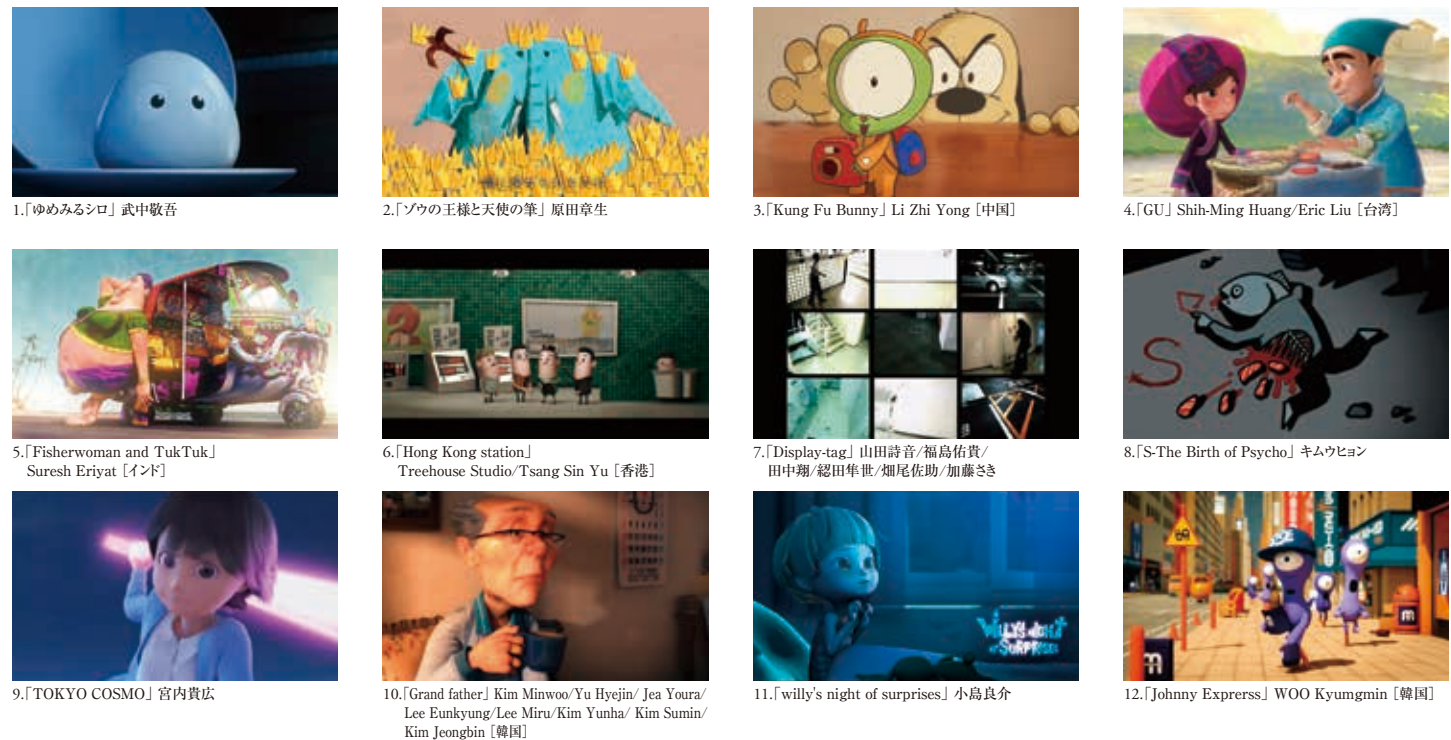 1.「ゆめみるシロ」 武中敬吾
2.「ゾウの王様と天使の筆」 原田章生
3.「Kung Fu Bunny」 Li Zhi Yong [中国]
4.「GU」 Shih-Ming Huang/Eric Liu [台湾]
5.「Fisherwoman and TukTuk」
Suresh Eriyat [インド]
6.「Hong Kong station」
Treehouse Studio/Tsang Sin Yu [香港]
7.「Display-tag」 山田詩音/福島佑貴/
田中翔/綛田隼世/畑尾佐助/加藤さき
8.「S-The Birth of Psycho」 キムウヒョン
S
9.「TOKYO COSMO」 宮内貴広
10.「Grand father」 Kim Minwoo/Yu Hyejin/ Jea Youra/
Lee Eunkyung/Lee Miru/Kim Yunha/ Kim Sumin/
Kim Jeongbin [韓国]
WILLY'S NIGHT
OF SURPRISES
11.「willy's night of surprises」 小島良介
m
12.「Johnny Exprerss」 WOO Kyumgmin [韓国]